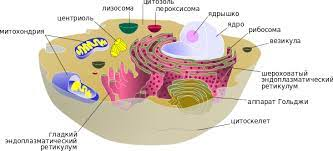 лизосома
цитозоль
пероксисома
центриоль
ядрышко
ядро
рибосома
митохондрия
везикула
шероховатый
эндоплазматический
ретикулум
аппарат Гольджи
цитоскелет
гладкий
эндоплазматический
ретикулум